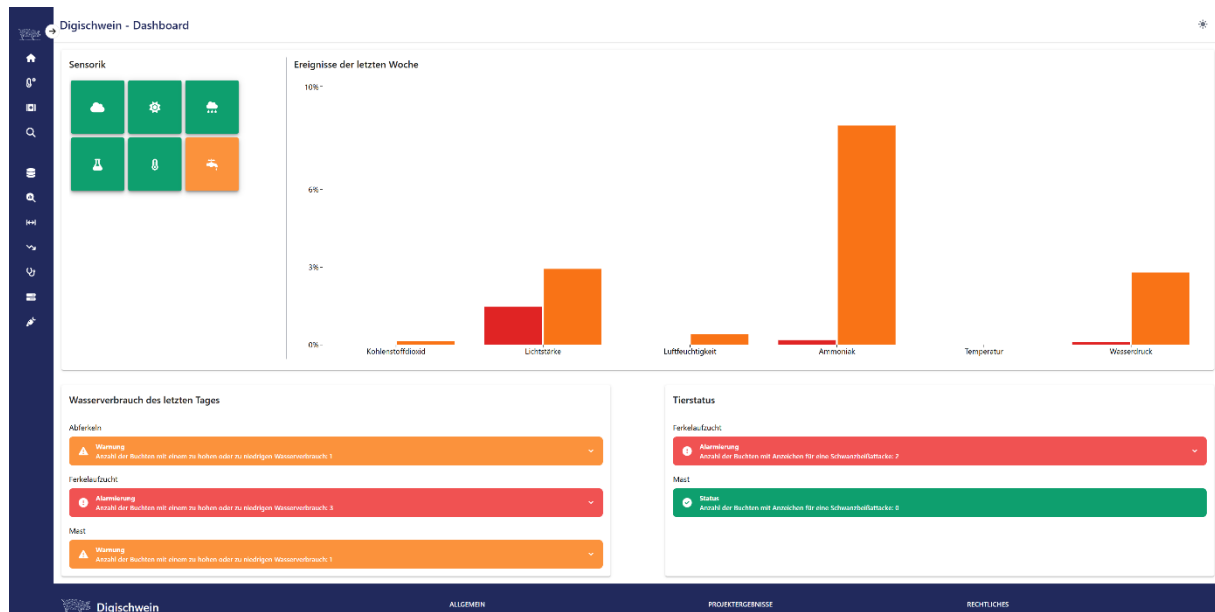 Digischwein - Dashboard
Sensorik
Ereignisse der letzten Woche
10%
6%
3%
0%
Kohlenstoffdioxid
Lichtstärke
Luftfeuchtigkeit
Ammoniak
Temperatur
Wasserdruck
Wasserverbrauch des letzten Tages
Abferkeln
Warnung
Anzahl der Buchten mit einem zu hohen oder zu niedrigen Wasserverbrauch: 1
Ferkelaufzucht
Alarmierung
Anzahl der Buchten mit einem zu hohen oder zu niedrigen Wasserverbrauch: 3
Mast
Warnung
Anzahl der Buchten mit einem zu hohen oder zu niedrigen Wasserverbrauch: 1
Tierstatus
Ferkelaufzucht
Alarmierung
Anzahl der Buchten mit Anzeichen für eine Schwanzbeißattacke: 2
Mast
Status
Anzahl der Buchten mit Anzeichen für eine Schwanzbeißattacke: 0
Digischwein
ALLGEMEIN
PROJEKTERGEBNISSE
RECHTLICHES